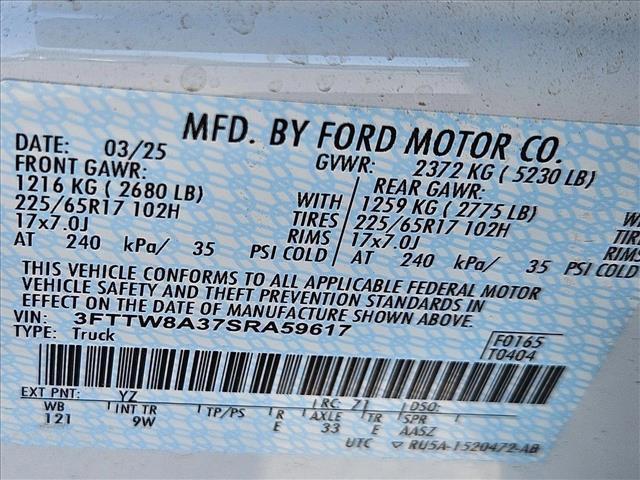 MFD. BY FORD MOTOR CO.
DATE: 03/25 GVWR: 2372 KG ( 5230 LB)
FRONT GAWR: REAR GAWR:
1216 KG ( 2680 LB) WITH 1259 KG ( 2775 LB) WITH
225/65R17 102H TIRES 225/65R17 102H TIRES
17x7.0J RIMS 17x7.0J RIMS
AT 240 kPa/ 35 PSI COLD AT 240 kPa/ 35 PSI COLD
THIS VEHICLE CONFORMS TO ALL APPLICABLE FEDERAL MOTOR
VEHICLE SAFETY AND THEFT PREVENTION STANDARDS IN
EFFECT ON THE DATE OF MANUFACTURE SHOWN ABOVE.
VIN: 3FTTW8A37SRA59617
TYPE: Truck
F0165
T0404
EXT PNT: YZ RC: 71 DSO:
WB INT TR TP/PS R AXLE TR SPR
121 9W E 33 E AASZ
UTC RU5A-1520472-AB